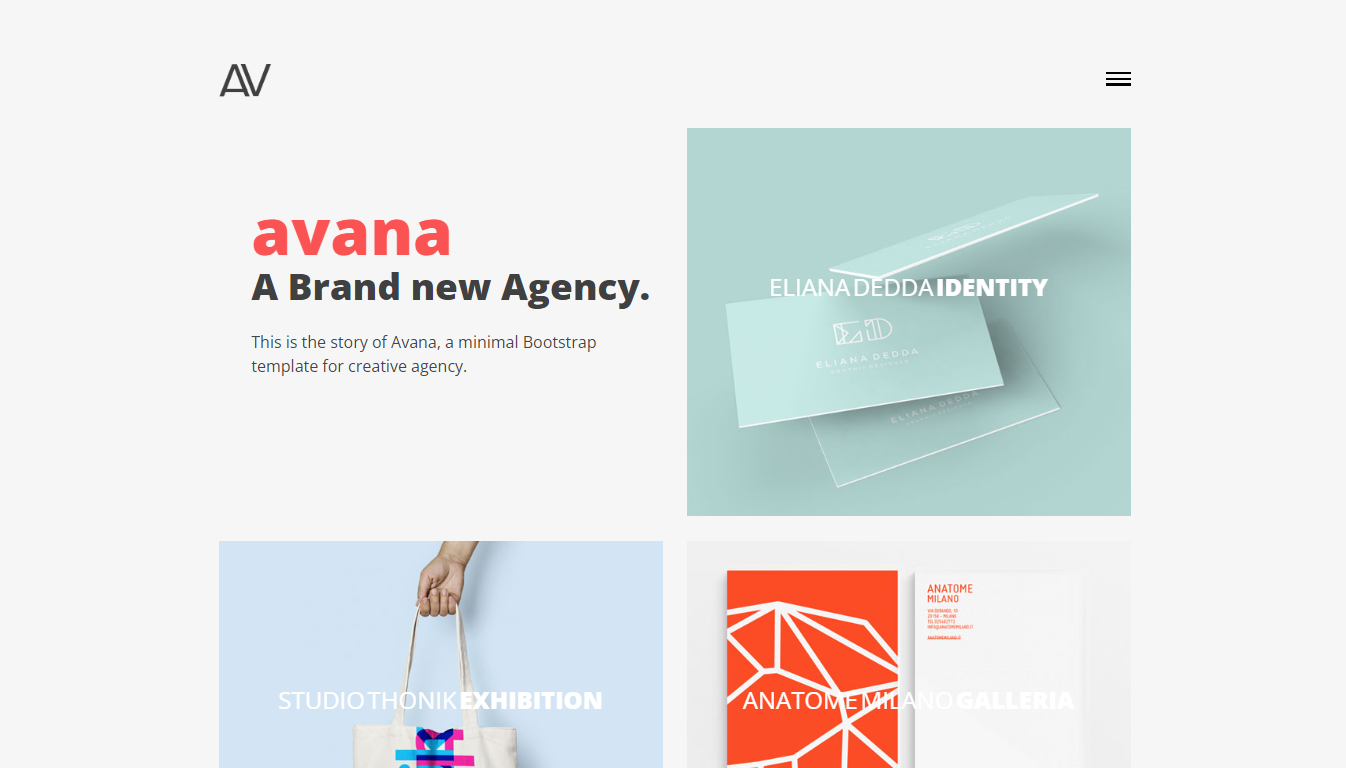 AV
avana
A Brand new Agency.
This is the story of Avana, a minimal Bootstrap
template for creative agency.
ELIANA DEDDA IDENTITY
ELIANA DEDDA
ELIANA DEDDA
STUDIO THONIK EXHIBITION
ANATOME
MILANO
ANATOME MILANO GALLERIA